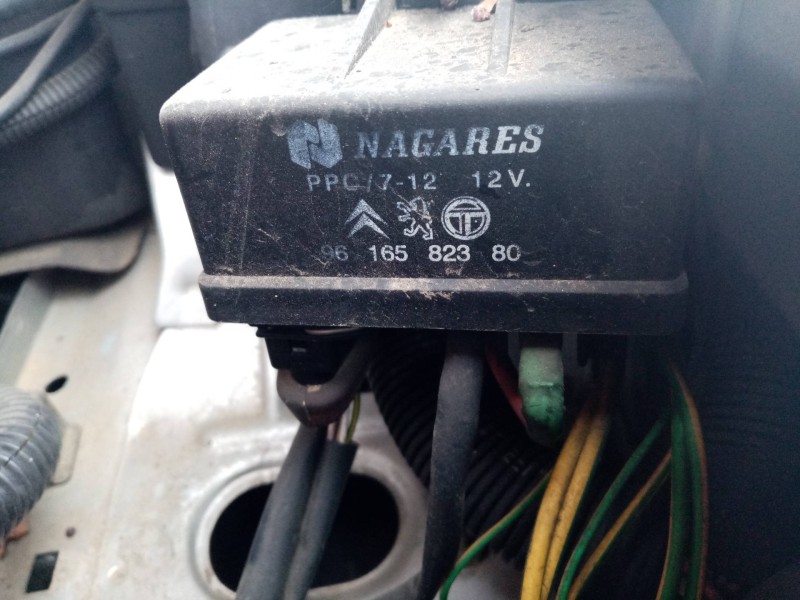 NAGARES
PPC/7-12 12V.
96 165 823 80